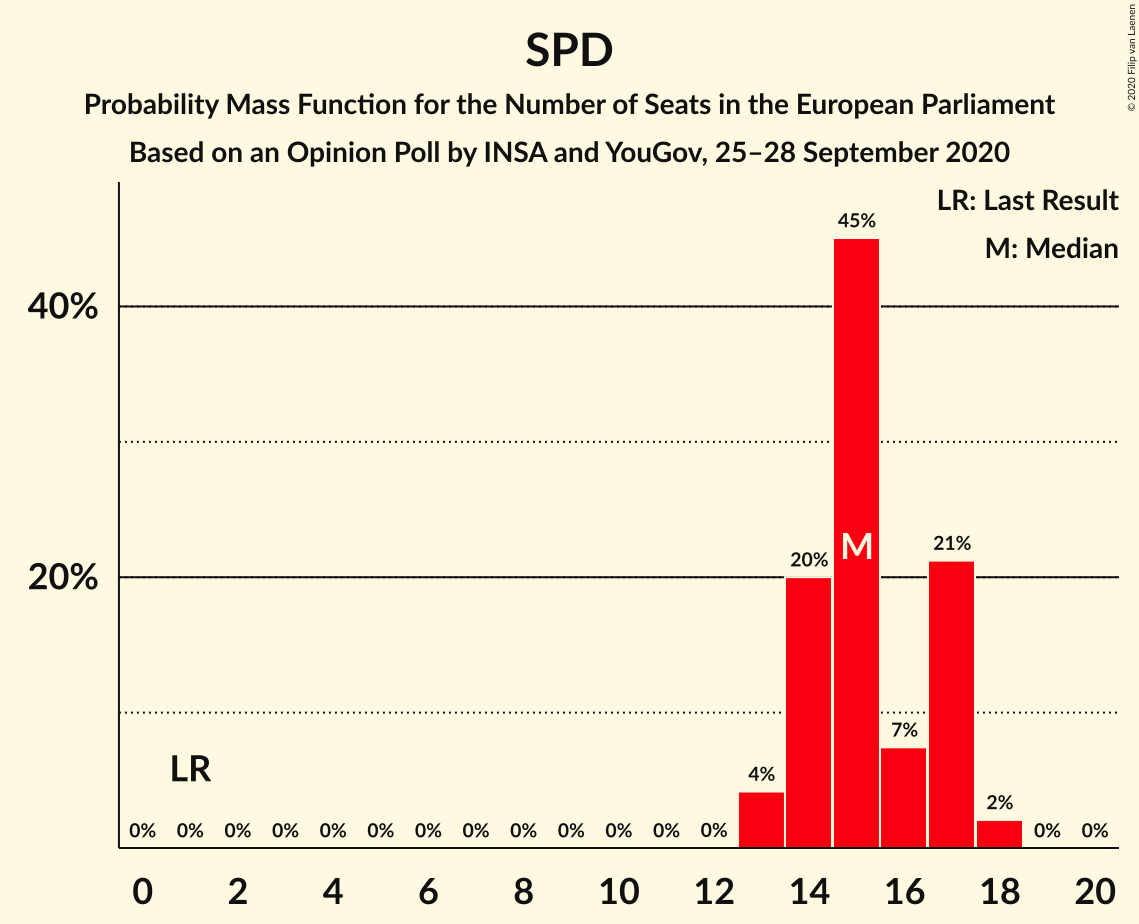 SPD
Probability Mass Function for the Number of Seats in the European Parliament
Based on an Opinion Poll by INSA and YouGov, 25–28 September 2020
© 2020 Filip van Laenen
LR: Last Result
M: Median
45%
40%
M
21%
20%
20%
7%
LR
4%
2%
0% 0% 0% 0% 0% 0% 0% 0% 0% 0% 0% 0% 0% 0% 0%
0 2 4 6 8 10 12 14 16 18 20